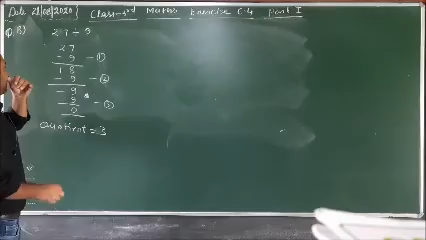 Date 21/08/2020} Class-3rd Maths Exercise 6.4 Part I
Q.8) 27 ÷ 9
27
- 9 - ①
18
- 9 - ②
9
- 9 - ③
0
Quotient = 3